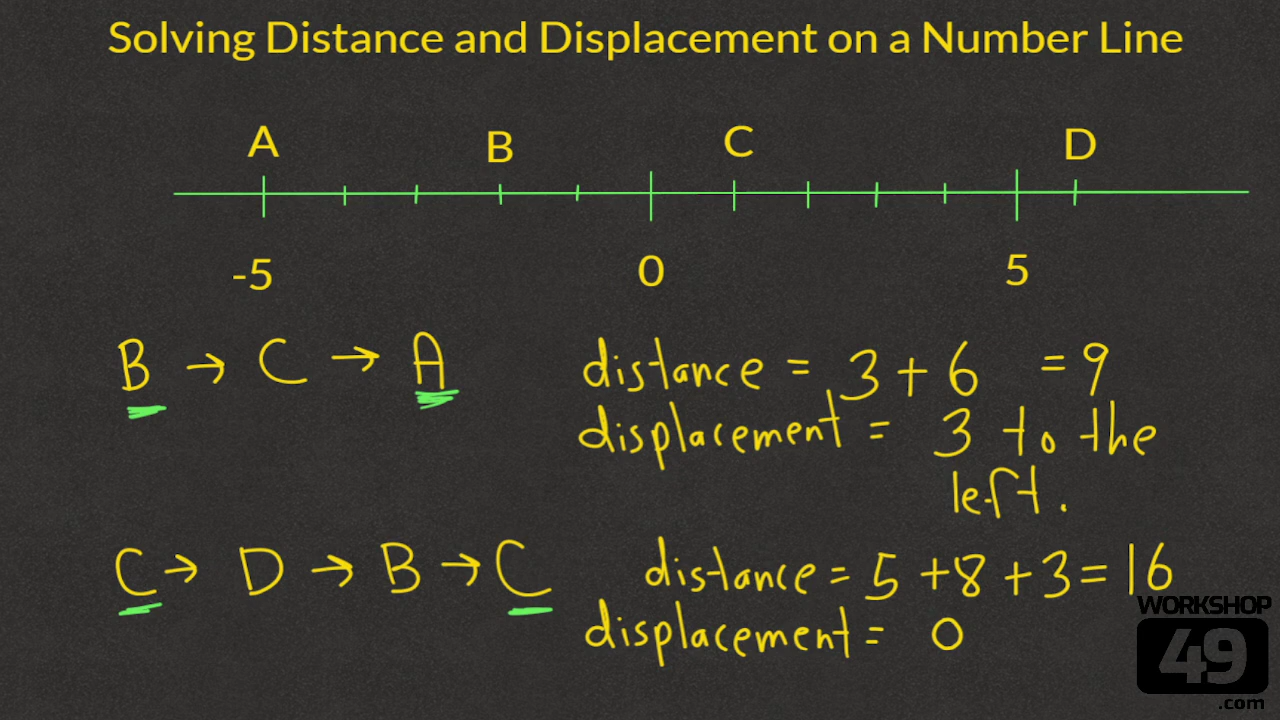 Solving Distance and Displacement on a Number Line
A B C D
-5 0 5
B → C → A distance = 3 + 6 = 9
displacement = 3 to the
left.
C → D → B → C distance = 5 + 8 + 3 = 16
displacement = 0
WORKSHOP
49
.com